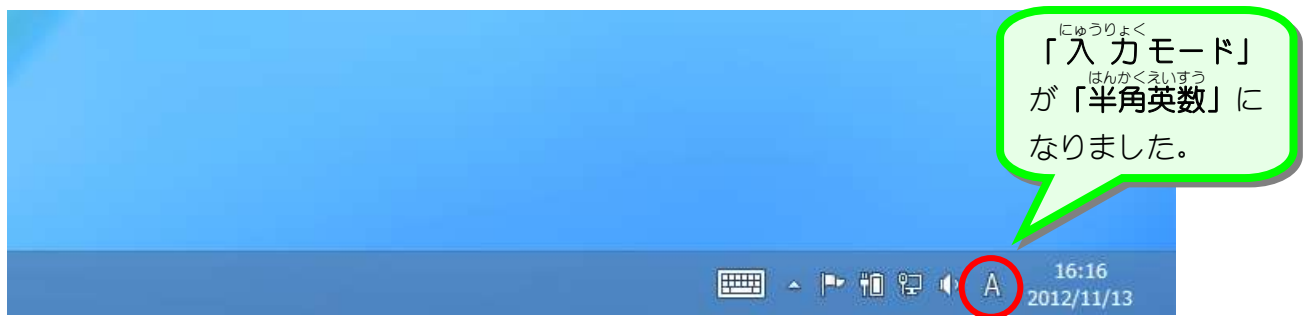 にゅうりょく
「入力モード」
はんかくえいすう
が「半角英数」に
なりました。
A
16:16
2012/11/13